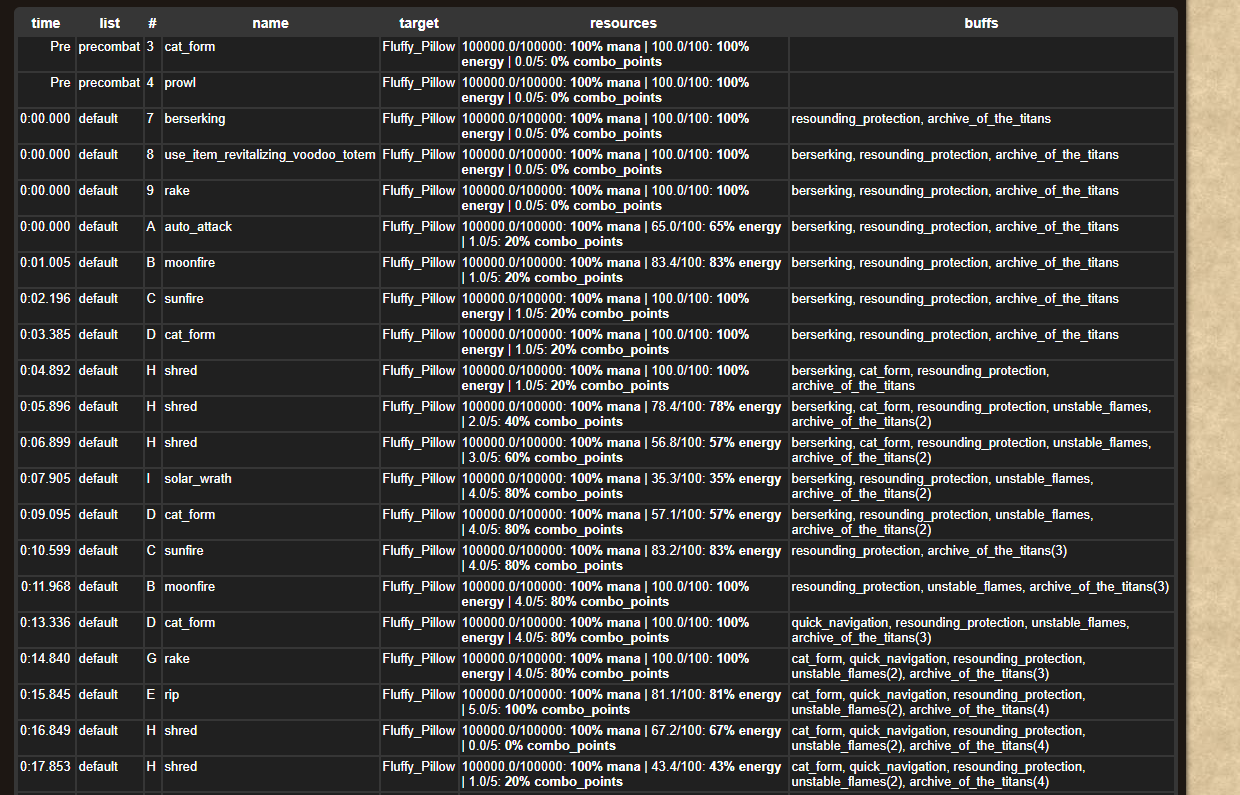 time list # name target resources buffs
Pre precombat 3 cat_form Fluffy_Pillow 100000.0/100000: 100% mana | 100.0/100: 100%
energy | 0.0/5: 0% combo_points
Pre precombat 4 prowl Fluffy_Pillow 100000.0/100000: 100% mana | 100.0/100: 100%
energy | 0.0/5: 0% combo_points
0:00.000 default 7 berserking Fluffy_Pillow 100000.0/100000: 100% mana | 100.0/100: 100% resounding_protection, archive_of_the_titans
energy | 0.0/5: 0% combo_points
0:00.000 default 8 use_item_revitalizing_voodoo_totem Fluffy_Pillow 100000.0/100000: 100% mana | 100.0/100: 100% berserking, resounding_protection, archive_of_the_titans
energy | 0.0/5: 0% combo_points
0:00.000 default 9 rake Fluffy_Pillow 100000.0/100000: 100% mana | 100.0/100: 100% berserking, resounding_protection, archive_of_the_titans
energy | 0.0/5: 0% combo_points
0:00.000 default A auto_attack Fluffy_Pillow 100000.0/100000: 100% mana | 65.0/100: 65% energy berserking, resounding_protection, archive_of_the_titans
| 1.0/5: 20% combo_points
0:01.005 default B moonfire Fluffy_Pillow 100000.0/100000: 100% mana | 83.4/100: 83% energy berserking, resounding_protection, archive_of_the_titans
| 1.0/5: 20% combo_points
0:02.196 default C sunfire Fluffy_Pillow 100000.0/100000: 100% mana | 100.0/100: 100% berserking, resounding_protection, archive_of_the_titans
energy | 1.0/5: 20% combo_points
0:03.385 default D cat_form Fluffy_Pillow 100000.0/100000: 100% mana | 100.0/100: 100% berserking, resounding_protection, archive_of_the_titans
energy | 1.0/5: 20% combo_points
0:04.892 default H shred Fluffy_Pillow 100000.0/100000: 100% mana | 100.0/100: 100% berserking, cat_form, resounding_protection,
energy | 1.0/5: 20% combo_points archive_of_the_titans
0:05.896 default H shred Fluffy_Pillow 100000.0/100000: 100% mana | 78.4/100: 78% energy berserking, cat_form, resounding_protection, unstable_flames,
| 2.0/5: 40% combo_points archive_of_the_titans(2)
0:06.899 default H shred Fluffy_Pillow 100000.0/100000: 100% mana | 56.8/100: 57% energy berserking, cat_form, resounding_protection, unstable_flames,
| 3.0/5: 60% combo_points archive_of_the_titans(2)
0:07.905 default I solar_wrath Fluffy_Pillow 100000.0/100000: 100% mana | 35.3/100: 35% energy berserking, resounding_protection, unstable_flames,
| 4.0/5: 80% combo_points archive_of_the_titans(2)
0:09.095 default D cat_form Fluffy_Pillow 100000.0/100000: 100% mana | 57.1/100: 57% energy berserking, resounding_protection, unstable_flames,
| 4.0/5: 80% combo_points archive_of_the_titans(2)
0:10.599 default C sunfire Fluffy_Pillow 100000.0/100000: 100% mana | 83.2/100: 83% energy resounding_protection, archive_of_the_titans(3)
| 4.0/5: 80% combo_points
0:11.968 default B moonfire Fluffy_Pillow 100000.0/100000: 100% mana | 100.0/100: 100% resounding_protection, unstable_flames, archive_of_the_titans(3)
energy | 4.0/5: 80% combo_points
0:13.336 default D cat_form Fluffy_Pillow 100000.0/100000: 100% mana | 100.0/100: 100% quick_navigation, resounding_protection, unstable_flames,
energy | 4.0/5: 80% combo_points archive_of_the_titans(3)
0:14.840 default G rake Fluffy_Pillow 100000.0/100000: 100% mana | 100.0/100: 100% cat_form, quick_navigation, resounding_protection,
energy | 4.0/5: 80% combo_points unstable_flames(2), archive_of_the_titans(3)
0:15.845 default E rip Fluffy_Pillow 100000.0/100000: 100% mana | 81.1/100: 81% energy cat_form, quick_navigation, resounding_protection,
| 5.0/5: 100% combo_points unstable_flames(2), archive_of_the_titans(4)
0:16.849 default H shred Fluffy_Pillow 100000.0/100000: 100% mana | 67.2/100: 67% energy cat_form, quick_navigation, resounding_protection,
| 0.0/5: 0% combo_points unstable_flames(2), archive_of_the_titans(4)
0:17.853 default H shred Fluffy_Pillow 100000.0/100000: 100% mana | 43.4/100: 43% energy cat_form, quick_navigation, resounding_protection,
| 1.0/5: 20% combo_points unstable_flames(2), archive_of_the_titans(4)